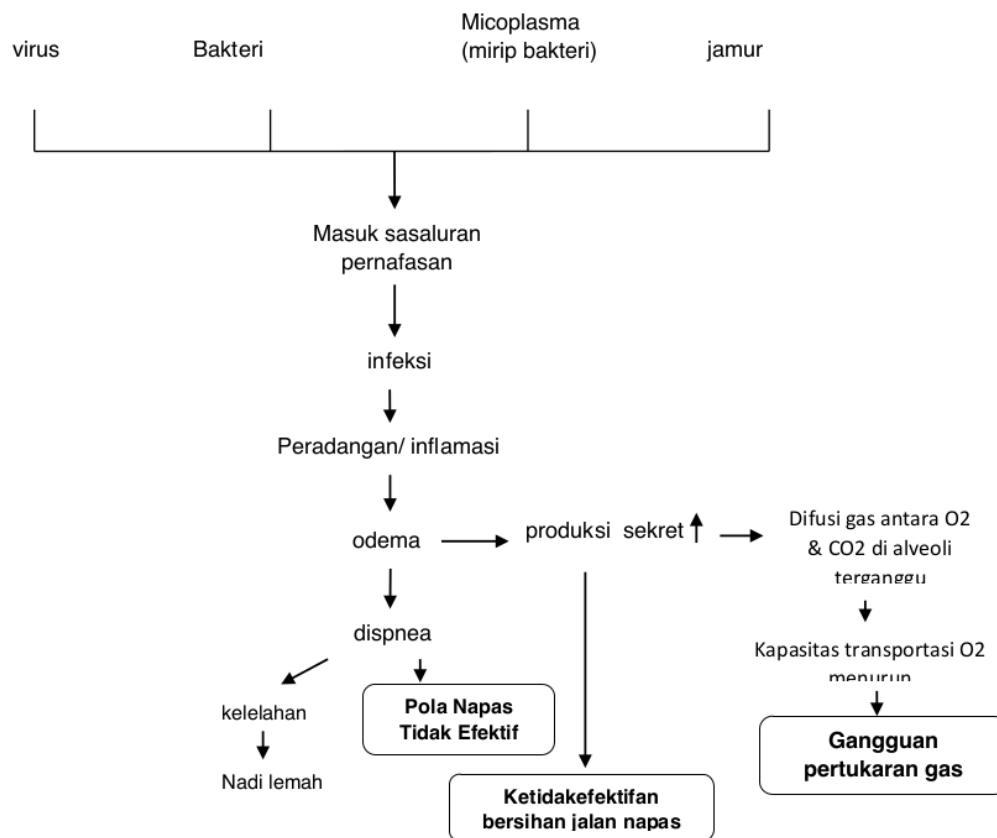 virus
Bakteri
Micoplasma
(mirip bakteri)
jamur
Masuk sasaluran
pernafasan
infeksi
Peradangan/ inflamasi
odema
produksi sekret
Difusi gas antara O2
& CO2 di alveoli
terganggu
dispnea
Kapasitas transportasi O2
menurun
kelelahan
Pola Napas
Tidak Efektif
Nadi lemah
Gangguan
pertukaran gas
Ketidakefektifan
bersihan jalan napas